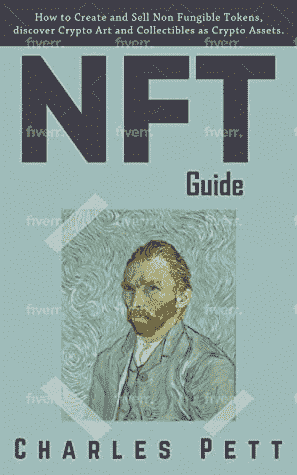 How to Create and Sell Non Fungible Tokens,
discover Crypto Art and Collectibles as Crypto Assets.
NFT
Guide
CHARLES PETT
fiverr.